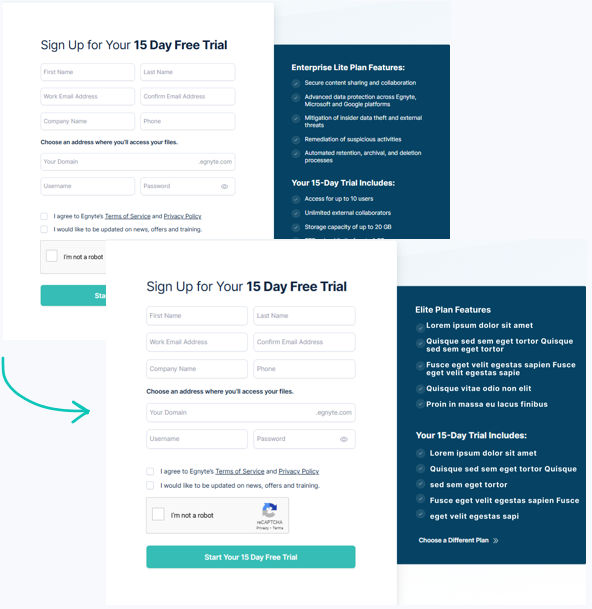 Sign Up for Your 15 Day Free Trial
First Name
Last Name
Work Email Address
Confirm Email Address
Company Name
Phone
Choose an address where you'll access your files.
Your Domain
.egnyte.com
Username
Password
I agree to Egnyte's Terms of Service and Privacy Policy
I would like to be updated on news, offers and training.
I'm not a robot
Sta
Enterprise Lite Plan Features:
Secure content sharing and collaboration
Advanced data protection across Egnyte,
Microsoft and Google platforms
Mitigation of insider data theft and external
threats
Remediation of suspicious activities
Automated retention, archival, and deletion
processes
Your 15-Day Trial Includes:
Access for up to 10 users
Unlimited external collaborators
Storage capacity of up to 20 GB
Sign Up for Your 15 Day Free Trial
First Name
Last Name
Work Email Address
Confirm Email Address
Company Name
Phone
Choose an address where you'll access your files.
Your Domain
.egnyte.com
Username
Password
I agree to Egnyte's Terms of Service and Privacy Policy
I would like to be updated on news, offers and training.
I'm not a robot
reCAPTCHA
Privacy - Terms
Start Your 15 Day Free Trial
Elite Plan Features
Lorem ipsum dolor sit amet
Quisque sed sem eget tortor Quisque
sed sem eget tortor
Fusce eget velit egestas sapien Fusce
eget velit egestas sapie
Quisque vitae odio non elit
Proin in massa eu lacus finibus
Your 15-Day Trial Includes:
Lorem ipsum dolor sit amet
Quisque sed sem eget tortor Quisque
sed sem eget tortor
Fusce eget velit egestas sapien Fusce
eget velit egestas sapi
Choose a Different Plan